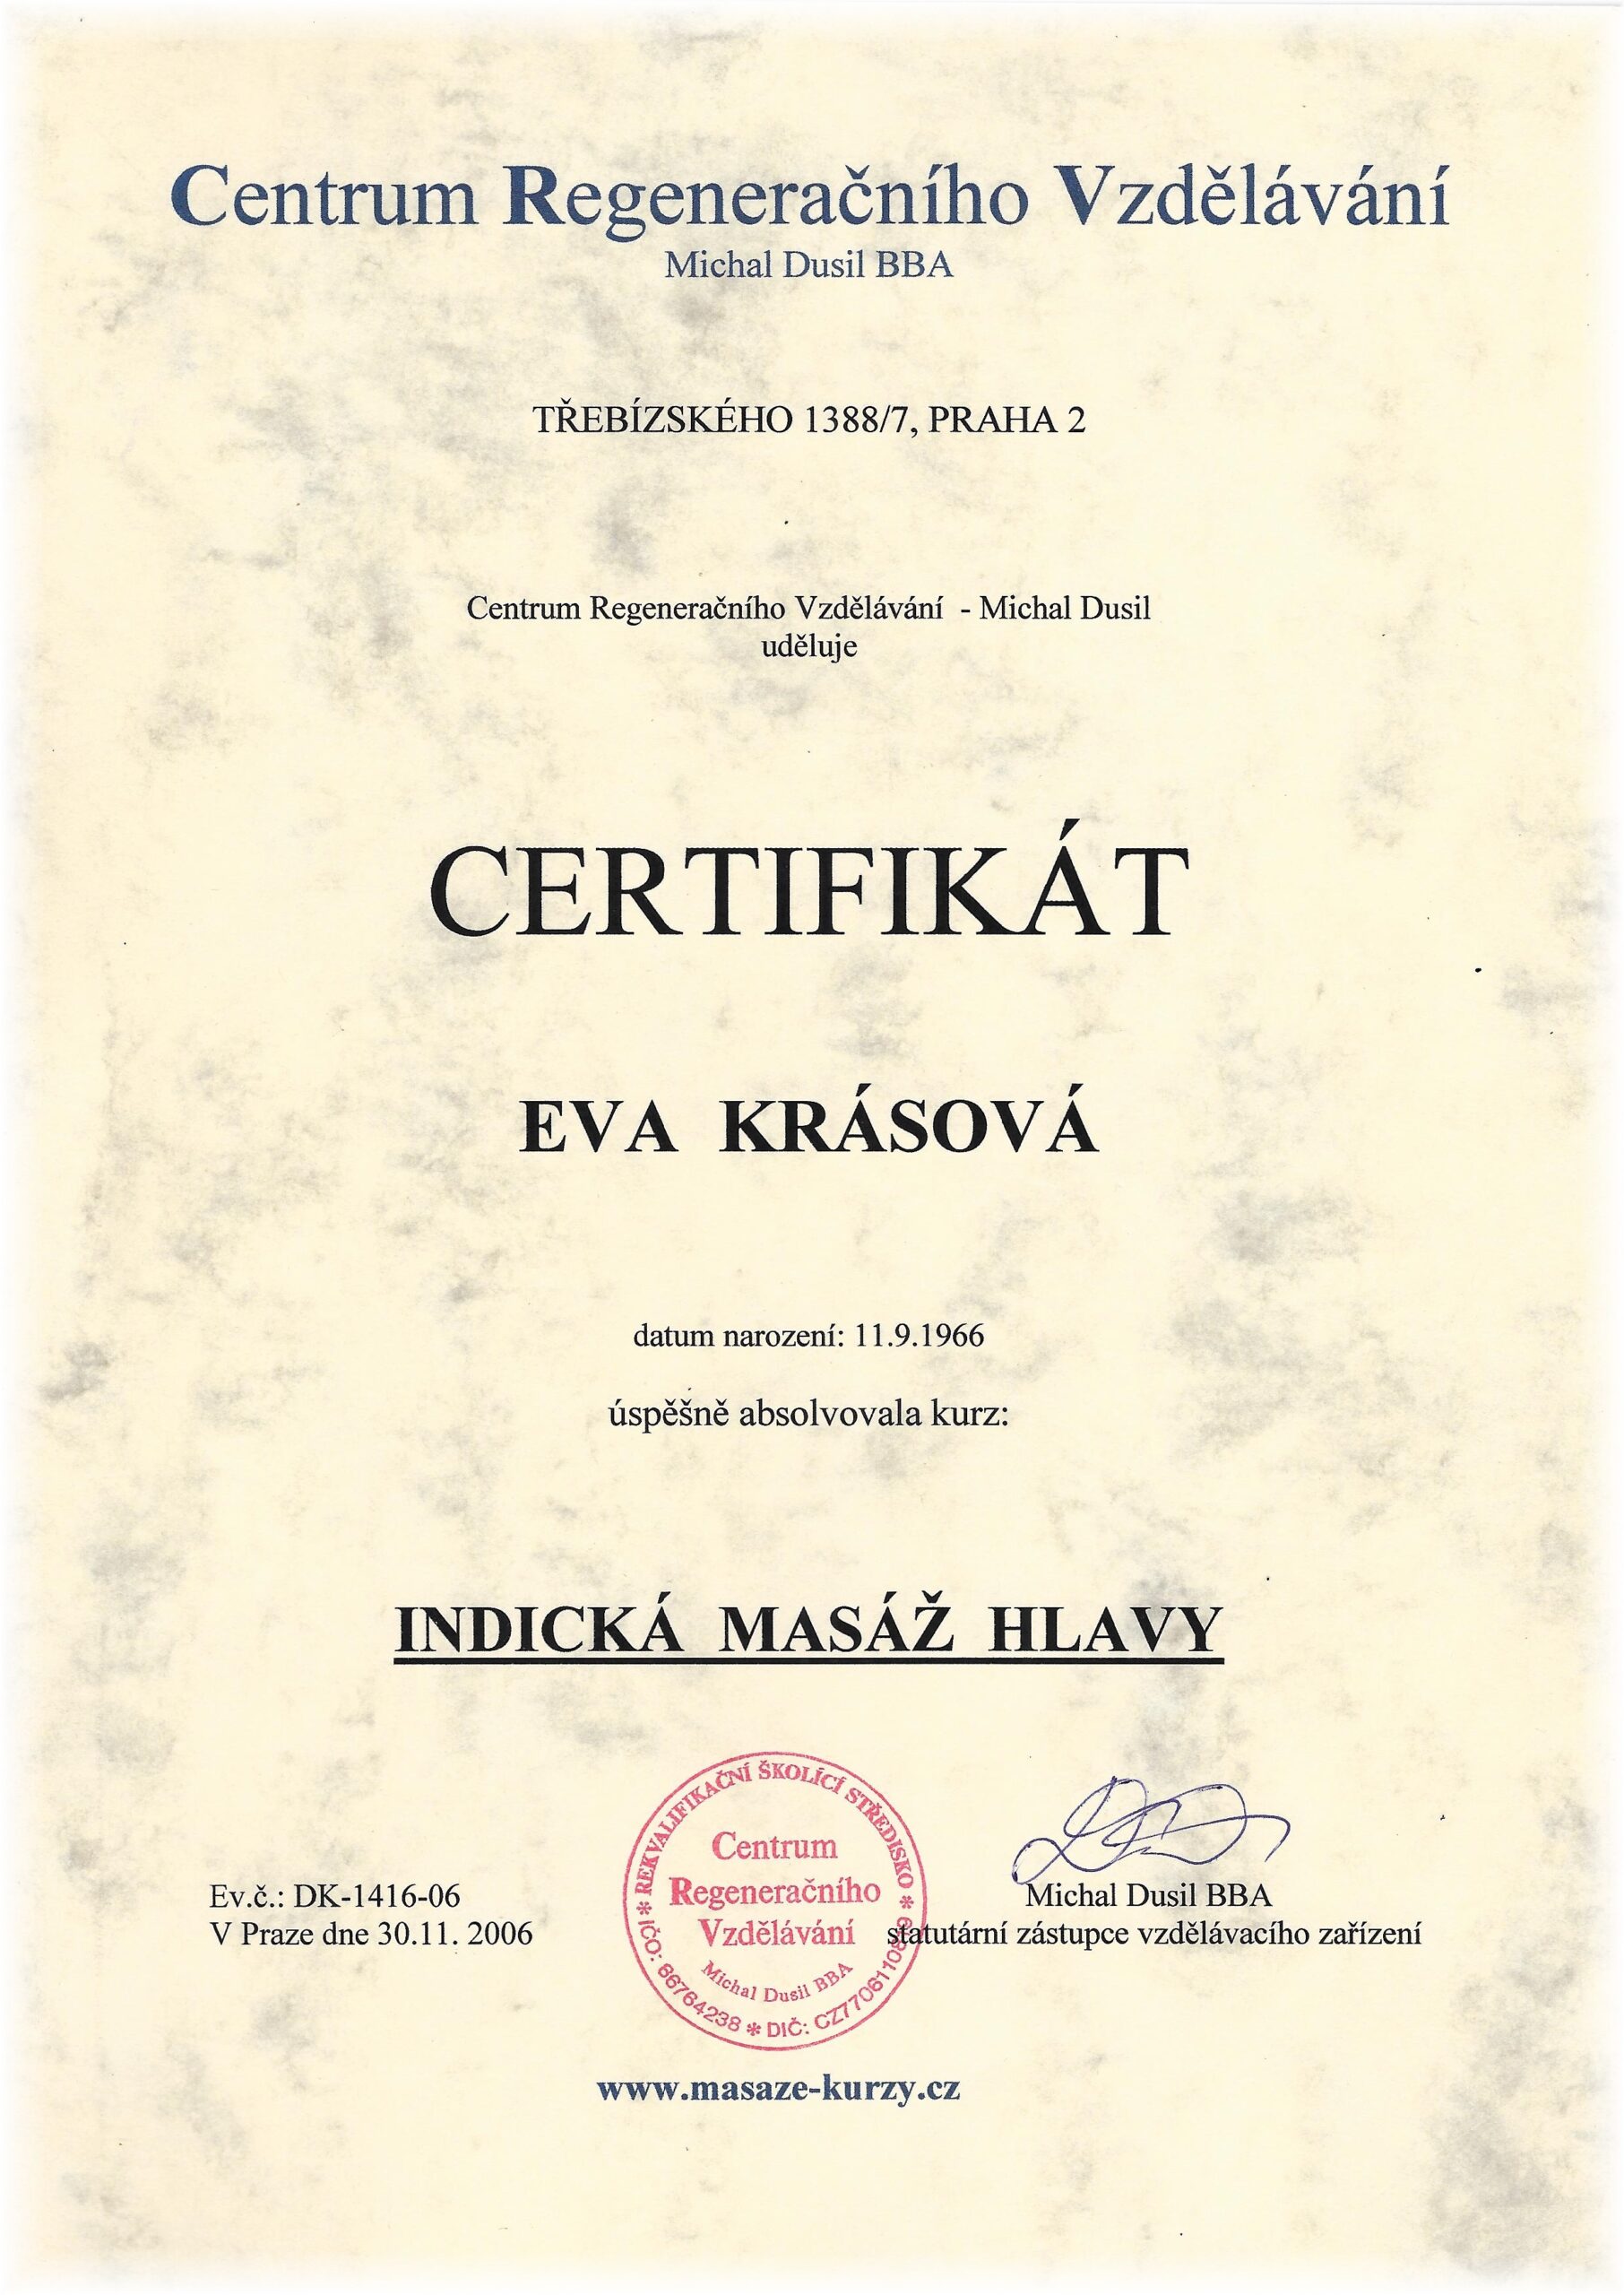 Centrum Regeneračního Vzdělávání
Michal Dusil BBA
TŘEBÍZSKÉHO 1388/7, PRAHA 2
Centrum Regeneračního Vzdělávání - Michal Dusil
uděluje
CERTIFIKÁT
EVA KRÁSOVÁ
datum narození: 11.9.1966
úspěšně absolvovala kurz:
INDICKÁ MASÁŽ HLAVY
* REKVALIFIKAČNÍ ŠKOLÍCÍ STŘEDISKO *
Centrum
Regeneračního
Vzdělávání
Michal Dusil BBA
IČO: 66764238 * DIČ:
Ev.č.: DK-1416-06
V Praze dne 30.11. 2006
Michal Dusil BBA
statutární zástupce vzdělávacího zařízení
www.masaze-kurzy.cz